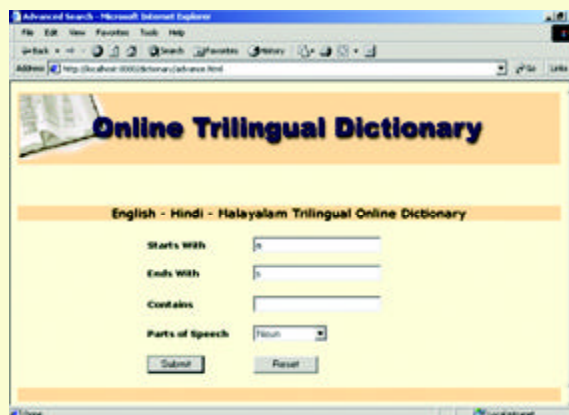 Advanced Search - Microsoft Internet Explorer
File Edit View Favorites Tools Help
Back Search Favorites History
Address Go Links
Online Trilingual Dictionary
English - Hindi - Malayalam Trilingual Online Dictionary
Starts With
Ends With s
Contains
Parts of Speech Noun
Submit Reset
Done Local intranet